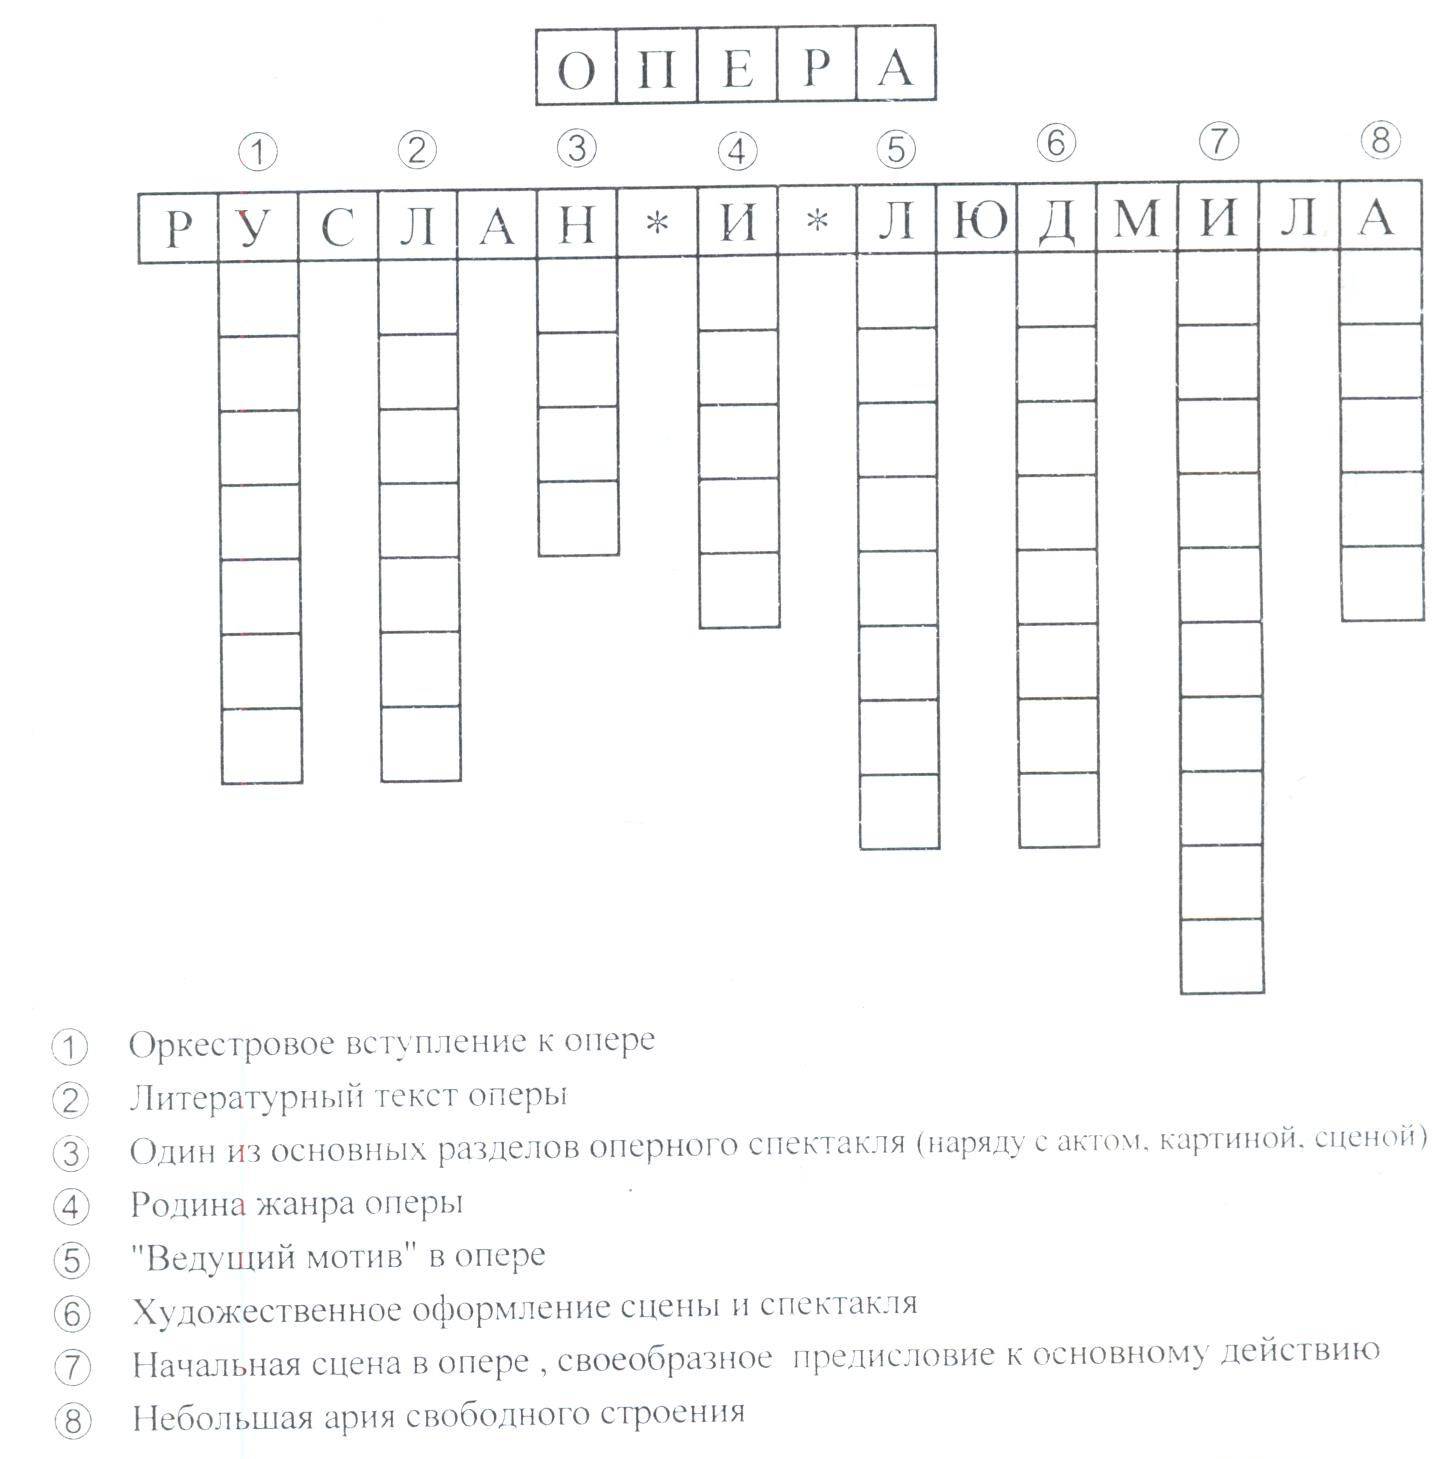 ОПЕРА
1 2 3 4 5 6 7 8
РУСЛАН*И*ЛЮДМИЛА
1 Оркестровое вступление к опере
2 Литературный текст оперы
3 Один из основных разделов оперного спектакля (наряду с актом, картиной, сценой)
4 Родина жанра оперы
5 "Ведущий мотив" в опере
6 Художественное оформление сцены и спектакля
7 Начальная сцена в опере , своеобразное предисловие к основному действию
8 Небольшая ария свободного строения